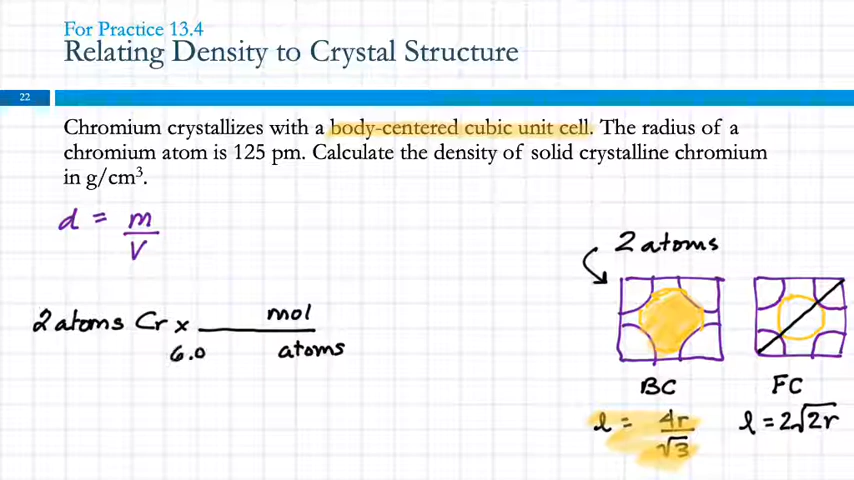 For Practice 13.4
Relating Density to Crystal Structure
22
Chromium crystallizes with a body-centered cubic unit cell. The radius of a
chromium atom is 125 pm. Calculate the density of solid crystalline chromium
in g/cm³.
d = m/V
2 atoms
2 atoms Cr x mol
6.0 atoms
BC FC
l = 4r/√3 l = 2√2r